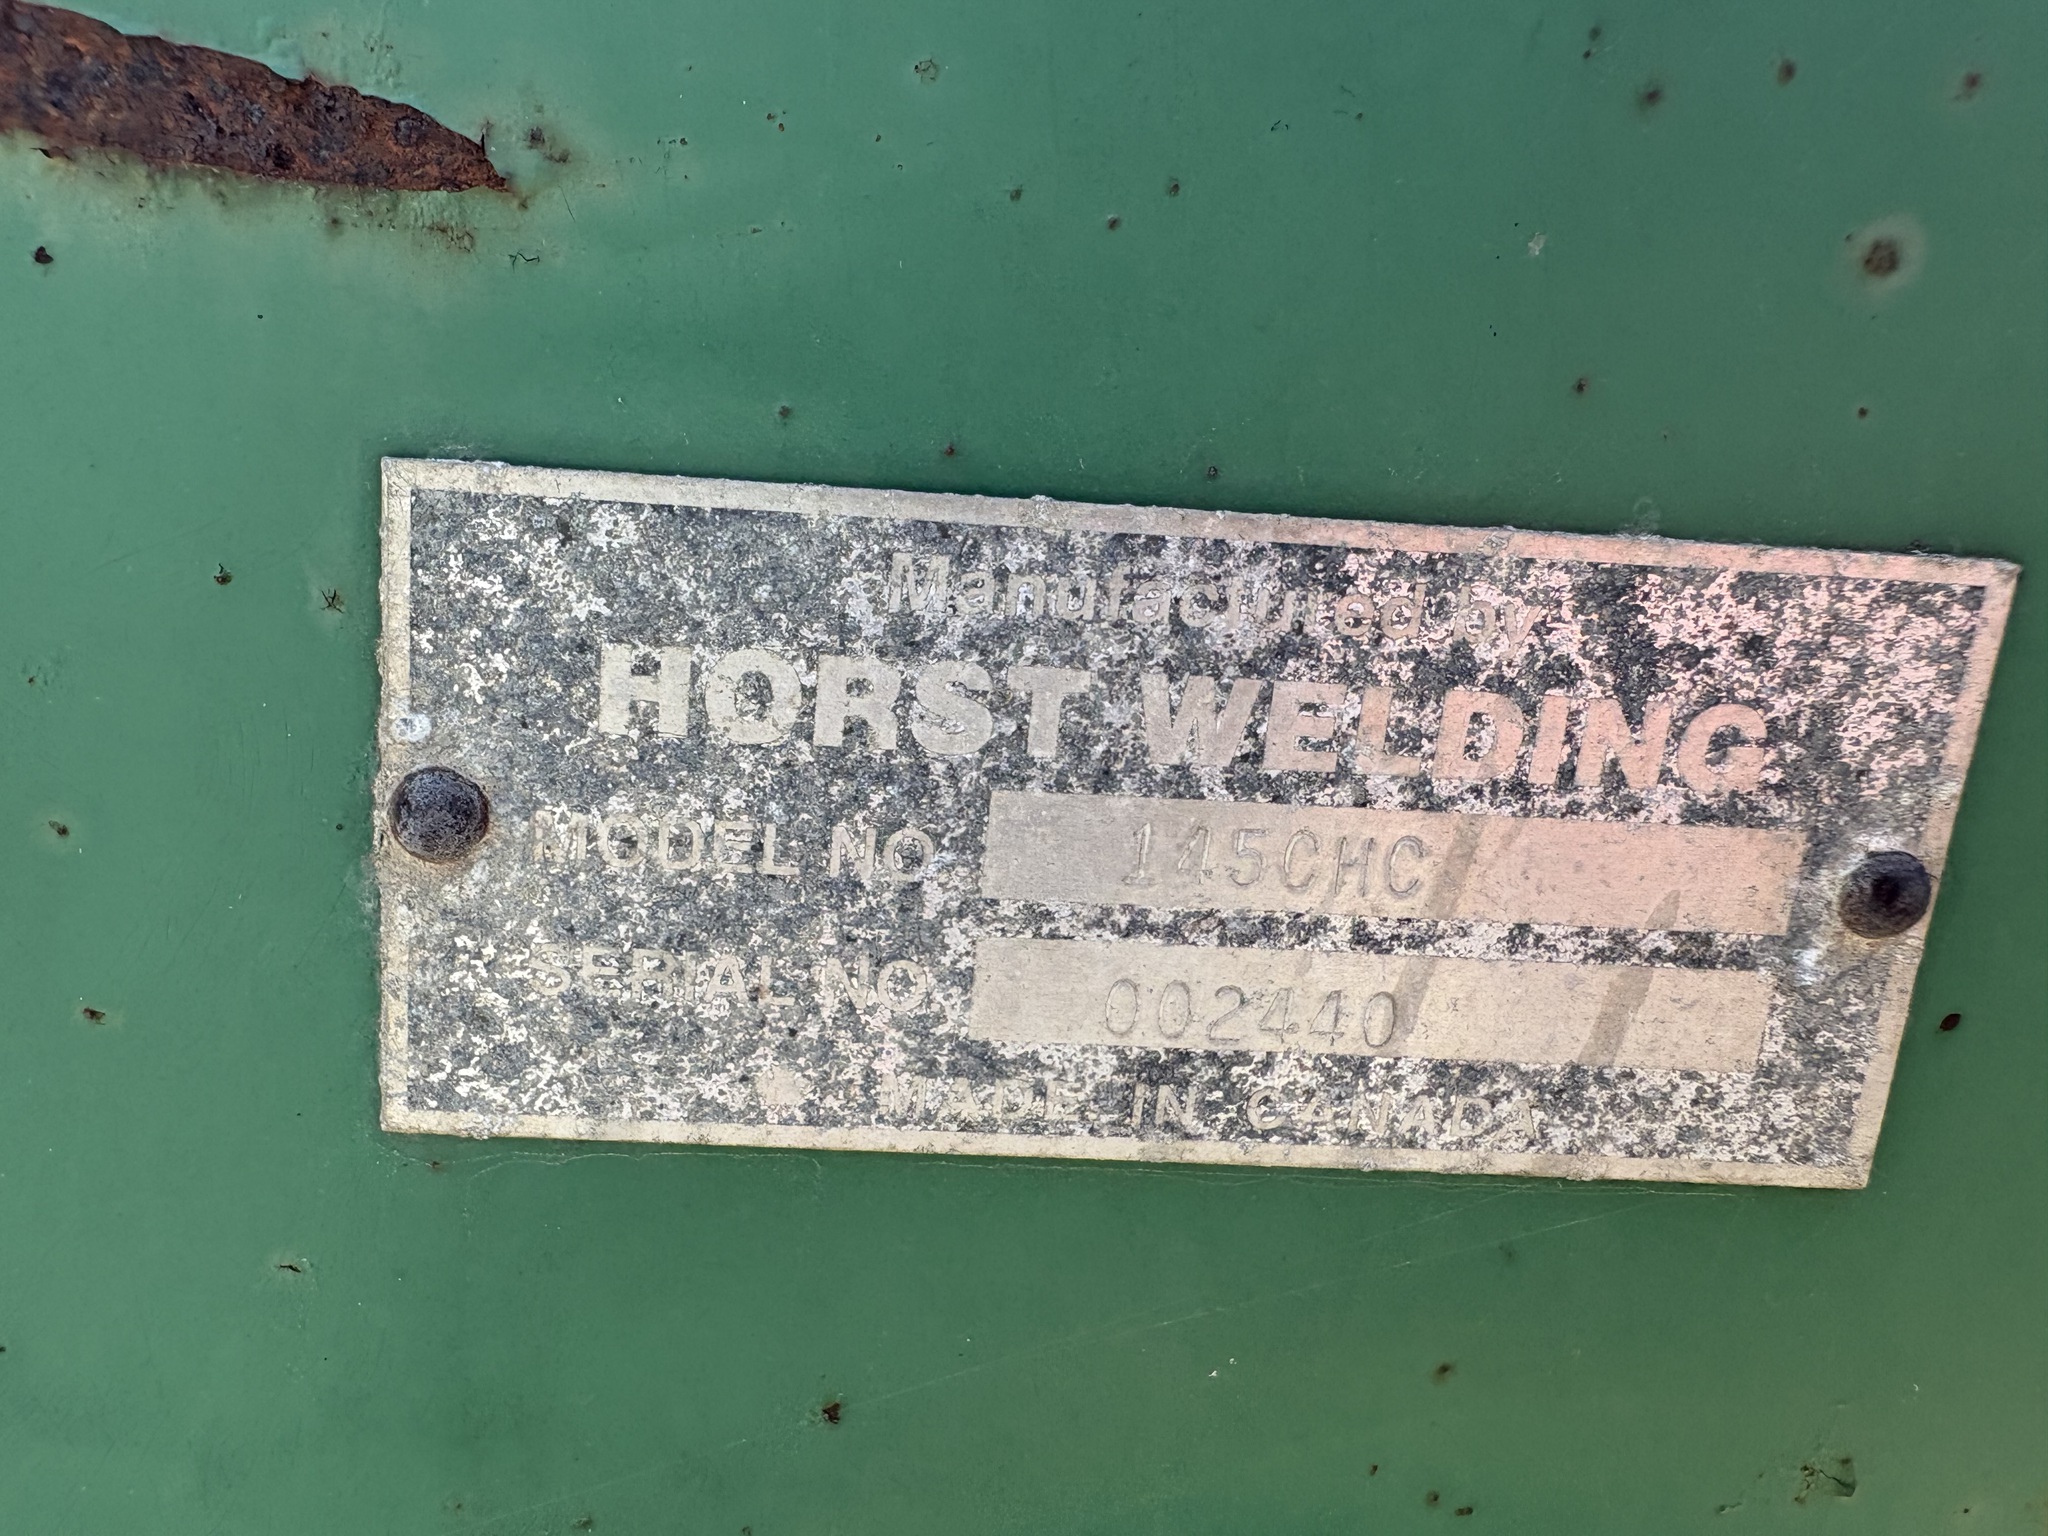 Manufactured by
HORST WELDING
MODEL NO. 145CHC
SERIAL NO. 002440
MADE IN CANADA